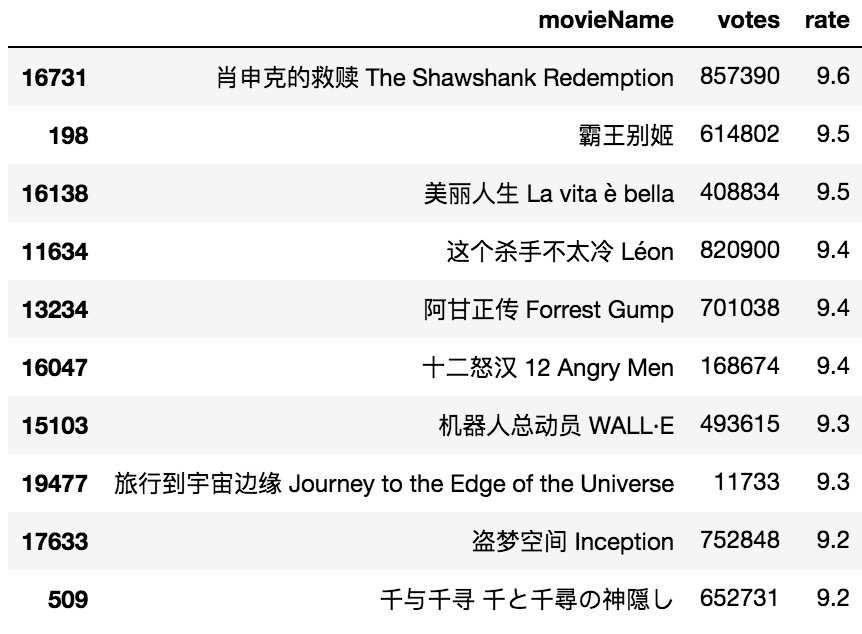 movieName votes rate
16731 肖申克的救赎 The Shawshank Redemption 857390 9.6
198 霸王别姬 614802 9.5
16138 美丽人生 La vita è bella 408834 9.5
11634 这个杀手不太冷 Léon 820900 9.4
13234 阿甘正传 Forrest Gump 701038 9.4
16047 十二怒汉 12 Angry Men 168674 9.4
15103 机器人总动员 WALL·E 493615 9.3
19477 旅行到宇宙边缘 Journey to the Edge of the Universe 11733 9.3
17633 盗梦空间 Inception 752848 9.2
509 千与千寻 千と千尋の神隠し 652731 9.2